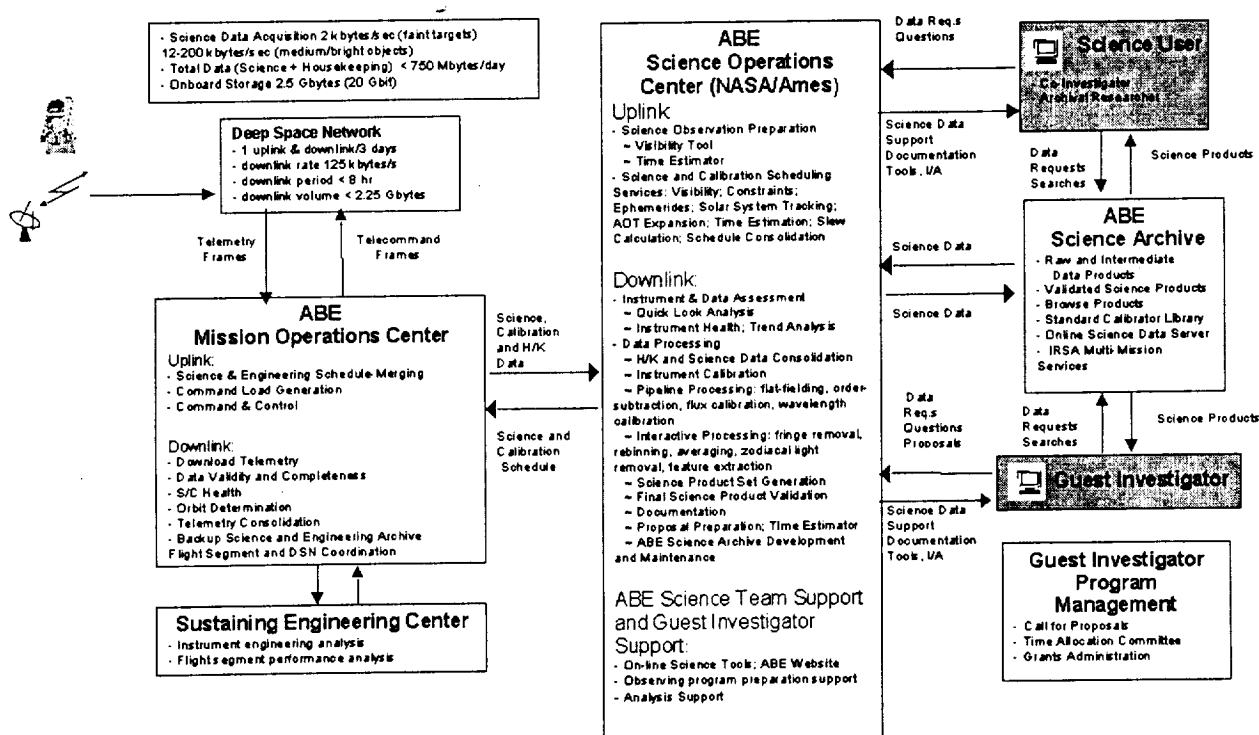 - Science Data Acquisition 2 kbytes/sec (faint targets)
12-200 kbytes/sec (medium/bright objects)
- Total Data (Science + Housekeeping) < 750 Mbytes/day
- Onboard Storage 2.5 Gbytes (20 Gbit)
Deep Space Network
- 1 uplink & downlink/3 days
- downlink rate 125 kbytes/s
- downlink period < 8 hr
- downlink volume < 2.25 Gbytes
Telemetry
Frames
Telecommand
Frames
ABE
Mission Operations Center
Uplink:
- Science & Engineering Schedule Merging
- Command Load Generation
- Command & Control
Downlink:
- Download Telemetry
- Data Validity and Completeness
- S/C Health
- Orbit Determination
- Telemetry Consolidation
- Backup Science and Engineering Archive
Flight Segment and DSN Coordination
Sustaining Engineering Center
- Instrument engineering analysis
- Flight segment performance analysis
Science,
Calibration
and H/K
Data
Science and
Calibration
Schedule
ABE
Science Operations
Center (NASA/Ames)
Uplink
- Science Observation Preparation
~ Visibility Tool
~ Time Estimator
- Science and Calibration Scheduling
Services: Visibility; Constraints;
Ephemerides; Solar System Tracking;
AOT Expansion; Time Estimation; Slew
Calculation; Schedule Consolidation
Downlink:
- Instrument & Data Assessment
~ Quick Look Analysis
~ Instrument Health; Trend Analysis
- Data Processing
~ H/K and Science Data Consolidation
~ Instrument Calibration
~ Pipeline Processing: flat-fielding, order-
subtraction, flux calibration, wavelength
calibration
~ Interactive Processing: fringe removal,
rebinning, averaging, zodiacal light
removal, feature extraction
~ Science Product Set Generation
~ Final Science Product Validation
~ Documentation
~ Proposal Preparation; Time Estimator
~ ABE Science Archive Development
and Maintenance
ABE Science Team Support
and Guest Investigator
Support:
- On-line Science Tools; ABE Website
- Observing program preparation support
- Analysis Support
Data Req.s
Questions
Science Data
Support
Documentation
Tools, I/A
Science Data
Science Data
Data
Req.s
Questions
Proposals
Science Data
Support
Documentation
Tools, I/A
Science User
Co-Investigator
Archival Researcher
Data
Requests
Searches
Science Products
ABE
Science Archive
- Raw and Intermediate
Data Products
- Validated Science Products
- Browse Products
- Standard Calibrator Library
- Online Science Data Server
- IRSA Multi-Mission
Services
Data
Requests
Searches
Science Products
Guest Investigator
Guest Investigator
Program
Management
- Call for Proposals
- Time Allocation Committee
- Grants Administration